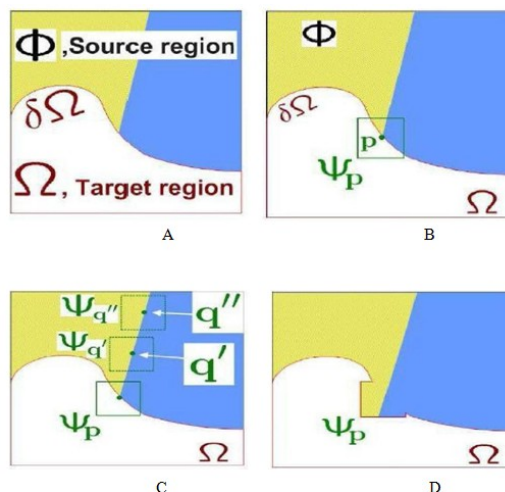 Φ ,Source region
δΩ
Ω, Target region
A
Φ
δΩ
p
Ψp
Ω
B
Ψq″
q″
Ψq′
q′
Ψp
Ω
C
Ψp
Ω
D